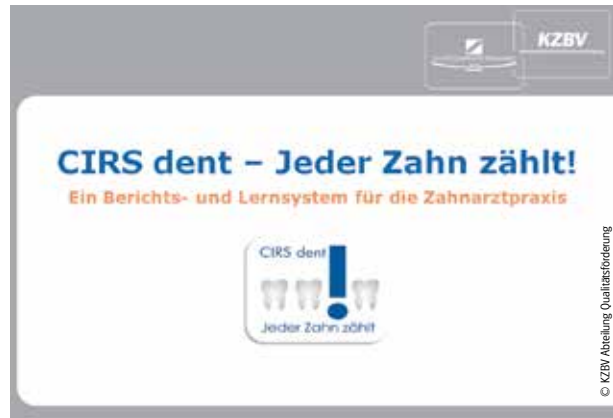 KZBV
CIRS dent – Jeder Zahn zählt!
Ein Berichts- und Lernsystem für die Zahnarztpraxis
CIRS dent
Jeder Zahn zählt
© KZBV Abteilung Qualitätsförderung